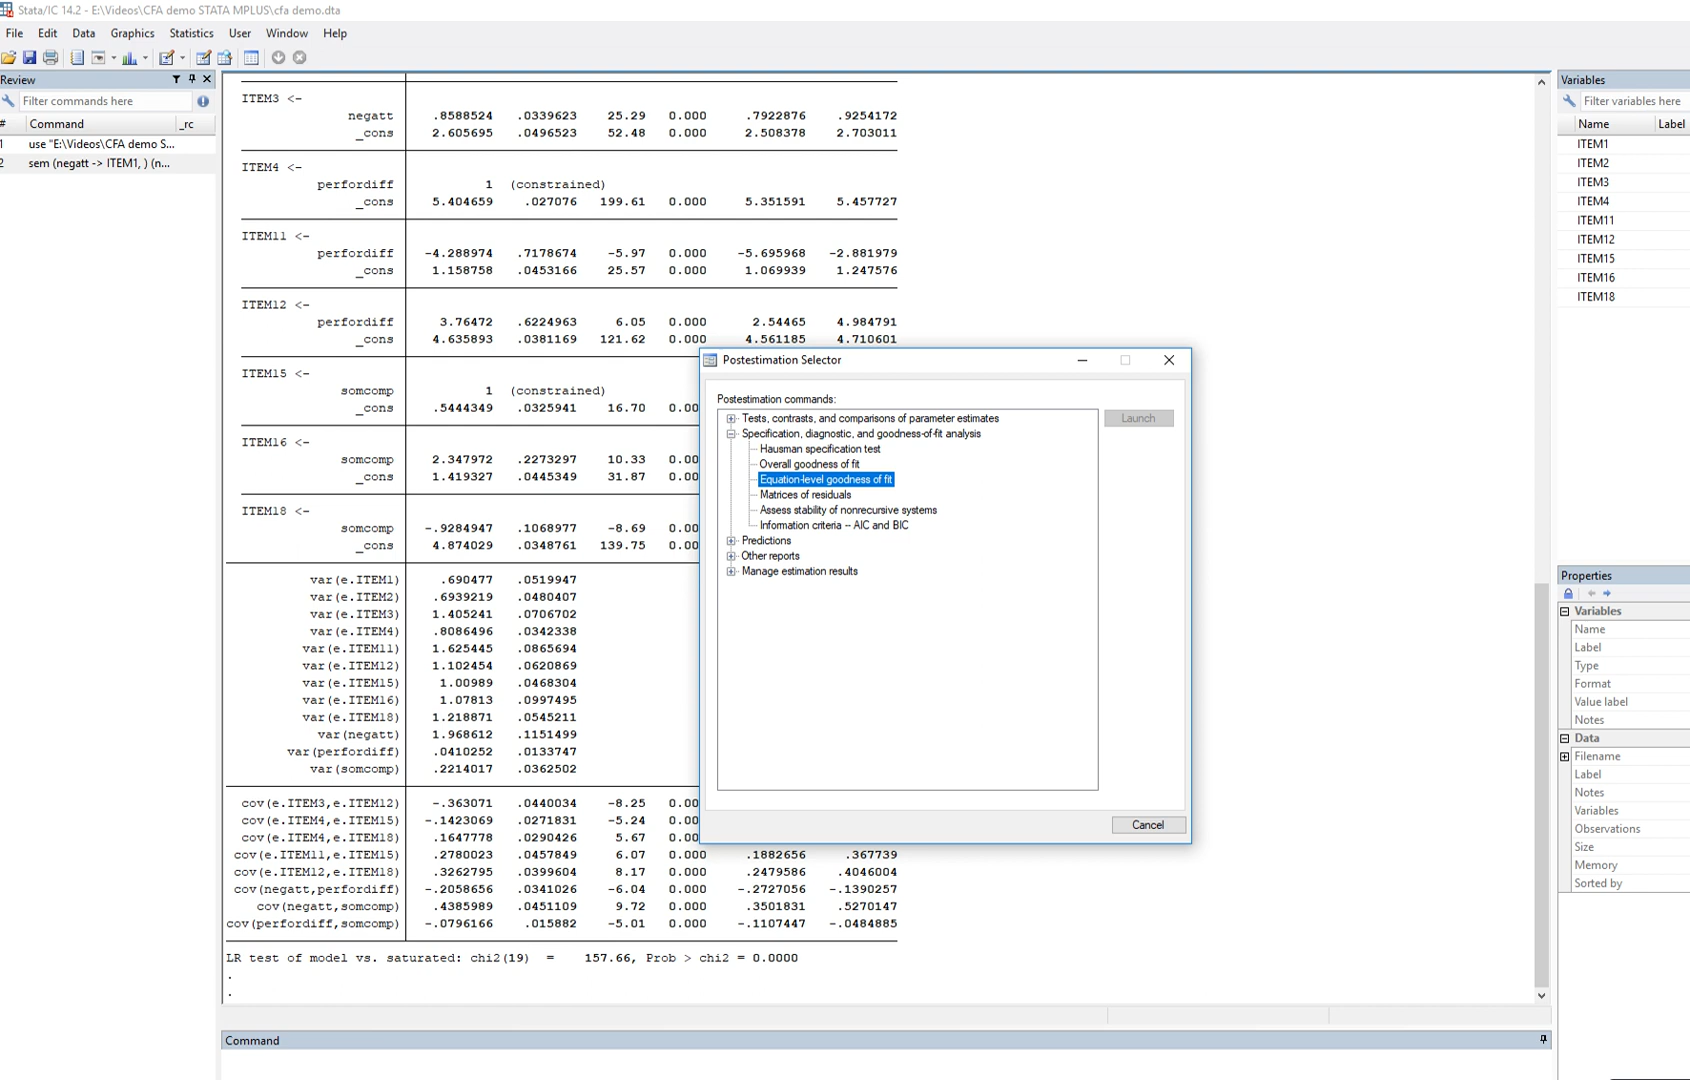 Stata/IC 14.2 - E:\Videos\CFA demo STATA MPLUS\cfa demo.dta
File Edit Data Graphics Statistics User Window Help
Review
Filter commands here
# Command _rc
1 use "E:\Videos\CFA demo S...
2 sem (negatt -> ITEM1, ) (n...
ITEM3 <-
negatt .8588524 .0339623 25.29 0.000 .7922876 .9254172
_cons 2.605695 .0496523 52.48 0.000 2.508378 2.703011
ITEM4 <-
perfordiff 1 (constrained)
_cons 5.404659 .027076 199.61 0.000 5.351591 5.457727
ITEM11 <-
perfordiff -4.288974 .7178674 -5.97 0.000 -5.695968 -2.881979
_cons 1.158758 .0453166 25.57 0.000 1.069939 1.247576
ITEM12 <-
perfordiff 3.76472 .6224963 6.05 0.000 2.54465 4.984791
_cons 4.635893 .0381169 121.62 0.000 4.561185 4.710601
ITEM15 <-
somcomp 1 (constrained)
_cons .5444349 .0325941 16.70 0.00
ITEM16 <-
somcomp 2.347972 .2273297 10.33 0.00
_cons 1.419327 .0445349 31.87 0.00
ITEM18 <-
somcomp -.9284947 .1068977 -8.69 0.00
_cons 4.874029 .0348761 139.75 0.00
var(e.ITEM1) .690477 .0519947
var(e.ITEM2) .6939219 .0480407
var(e.ITEM3) 1.405241 .0706702
var(e.ITEM4) .8086496 .0342338
var(e.ITEM11) 1.625445 .0865694
var(e.ITEM12) 1.102454 .0620869
var(e.ITEM15) 1.00989 .0468304
var(e.ITEM16) 1.07813 .0997495
var(e.ITEM18) 1.218871 .0545211
var(negatt) 1.968612 .1151499
var(perfordiff) .0410252 .0133747
var(somcomp) .2214017 .0362502
cov(e.ITEM3,e.ITEM12) -.363071 .0440034 -8.25 0.00
cov(e.ITEM4,e.ITEM15) -.1423069 .0271831 -5.24 0.00
cov(e.ITEM4,e.ITEM18) .1647778 .0290426 5.67 0.00
cov(e.ITEM11,e.ITEM15) .2780023 .0457849 6.07 0.000 .1882656 .367739
cov(e.ITEM12,e.ITEM18) .3262795 .0399604 8.17 0.000 .2479586 .4046004
cov(negatt,perfordiff) -.2058656 .0341026 -6.04 0.000 -.2727056 -.1390257
cov(negatt,somcomp) .4385989 .0451109 9.72 0.000 .3501831 .5270147
cov(perfordiff,somcomp) -.0796166 .015882 -5.01 0.000 -.1107447 -.0484885
LR test of model vs. saturated: chi2(19) = 157.66, Prob > chi2 = 0.0000
.
.
Command
Postestimation Selector
Postestimation commands:
Tests, contrasts, and comparisons of parameter estimates
Specification, diagnostic, and goodness-of-fit analysis
Hausman specification test
Overall goodness of fit
Equation-level goodness of fit
Matrices of residuals
Assess stability of nonrecursive systems
Information criteria -- AIC and BIC
Predictions
Other reports
Manage estimation results
Launch
Cancel
Variables
Filter variables here
Name Label
ITEM1
ITEM2
ITEM3
ITEM4
ITEM11
ITEM12
ITEM15
ITEM16
ITEM18
Properties
Variables
Name
Label
Type
Format
Value label
Notes
Data
Filename
Label
Notes
Variables
Observations
Size
Memory
Sorted by